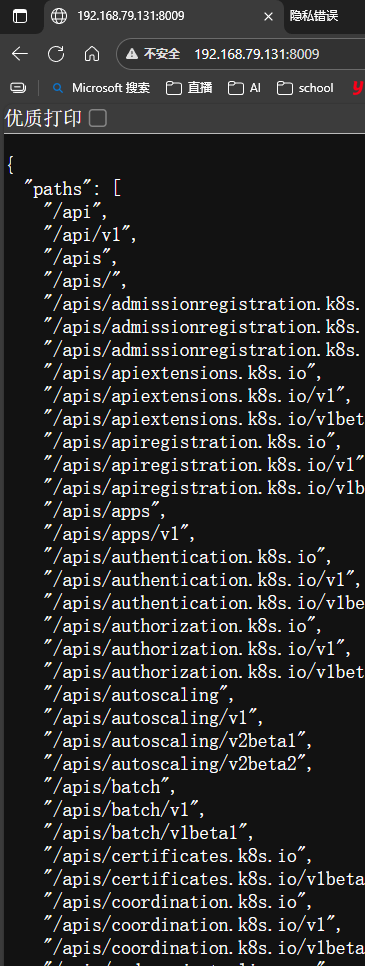 192.168.79.131:8009
隐私错误
不安全 192.168.79.131:8009
Microsoft 搜索 直播 AI school
优质打印
{
"paths": [
"/api",
"/api/v1",
"/apis",
"/apis/",
"/apis/admissionregistration.k8s.
"/apis/admissionregistration.k8s.
"/apis/admissionregistration.k8s.
"/apis/apiextensions.k8s.io",
"/apis/apiextensions.k8s.io/v1",
"/apis/apiextensions.k8s.io/v1bet
"/apis/apiregistration.k8s.io",
"/apis/apiregistration.k8s.io/v1"
"/apis/apiregistration.k8s.io/v1b
"/apis/apps",
"/apis/apps/v1",
"/apis/authentication.k8s.io",
"/apis/authentication.k8s.io/v1",
"/apis/authentication.k8s.io/v1be
"/apis/authorization.k8s.io",
"/apis/authorization.k8s.io/v1",
"/apis/authorization.k8s.io/v1bet
"/apis/autoscaling",
"/apis/autoscaling/v1",
"/apis/autoscaling/v2beta1",
"/apis/autoscaling/v2beta2",
"/apis/batch",
"/apis/batch/v1",
"/apis/batch/v1beta1",
"/apis/certificates.k8s.io",
"/apis/certificates.k8s.io/v1beta
"/apis/coordination.k8s.io",
"/apis/coordination.k8s.io/v1",
"/apis/coordination.k8s.io/v1beta